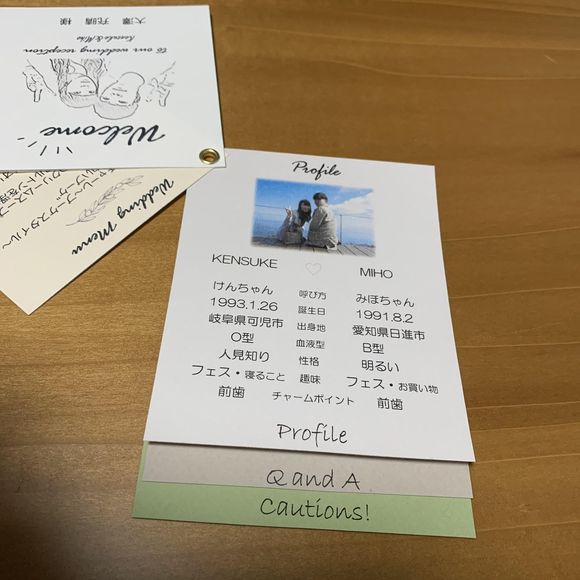 Welcome
to our wedding reception
Kensuke & Miho
Wedding Menu
Profile
KENSUKE ♡ MIHO
けんちゃん 呼び方 みほちゃん
1993.1.26 誕生日 1991.8.2
岐阜県可児市 出身地 愛知県日進市
O型 血液型 B型
人見知り 性格 明るい
フェス・寝ること 趣味 フェス・お買い物
前歯 チャームポイント 前歯
Profile
Q and A
Cautions!